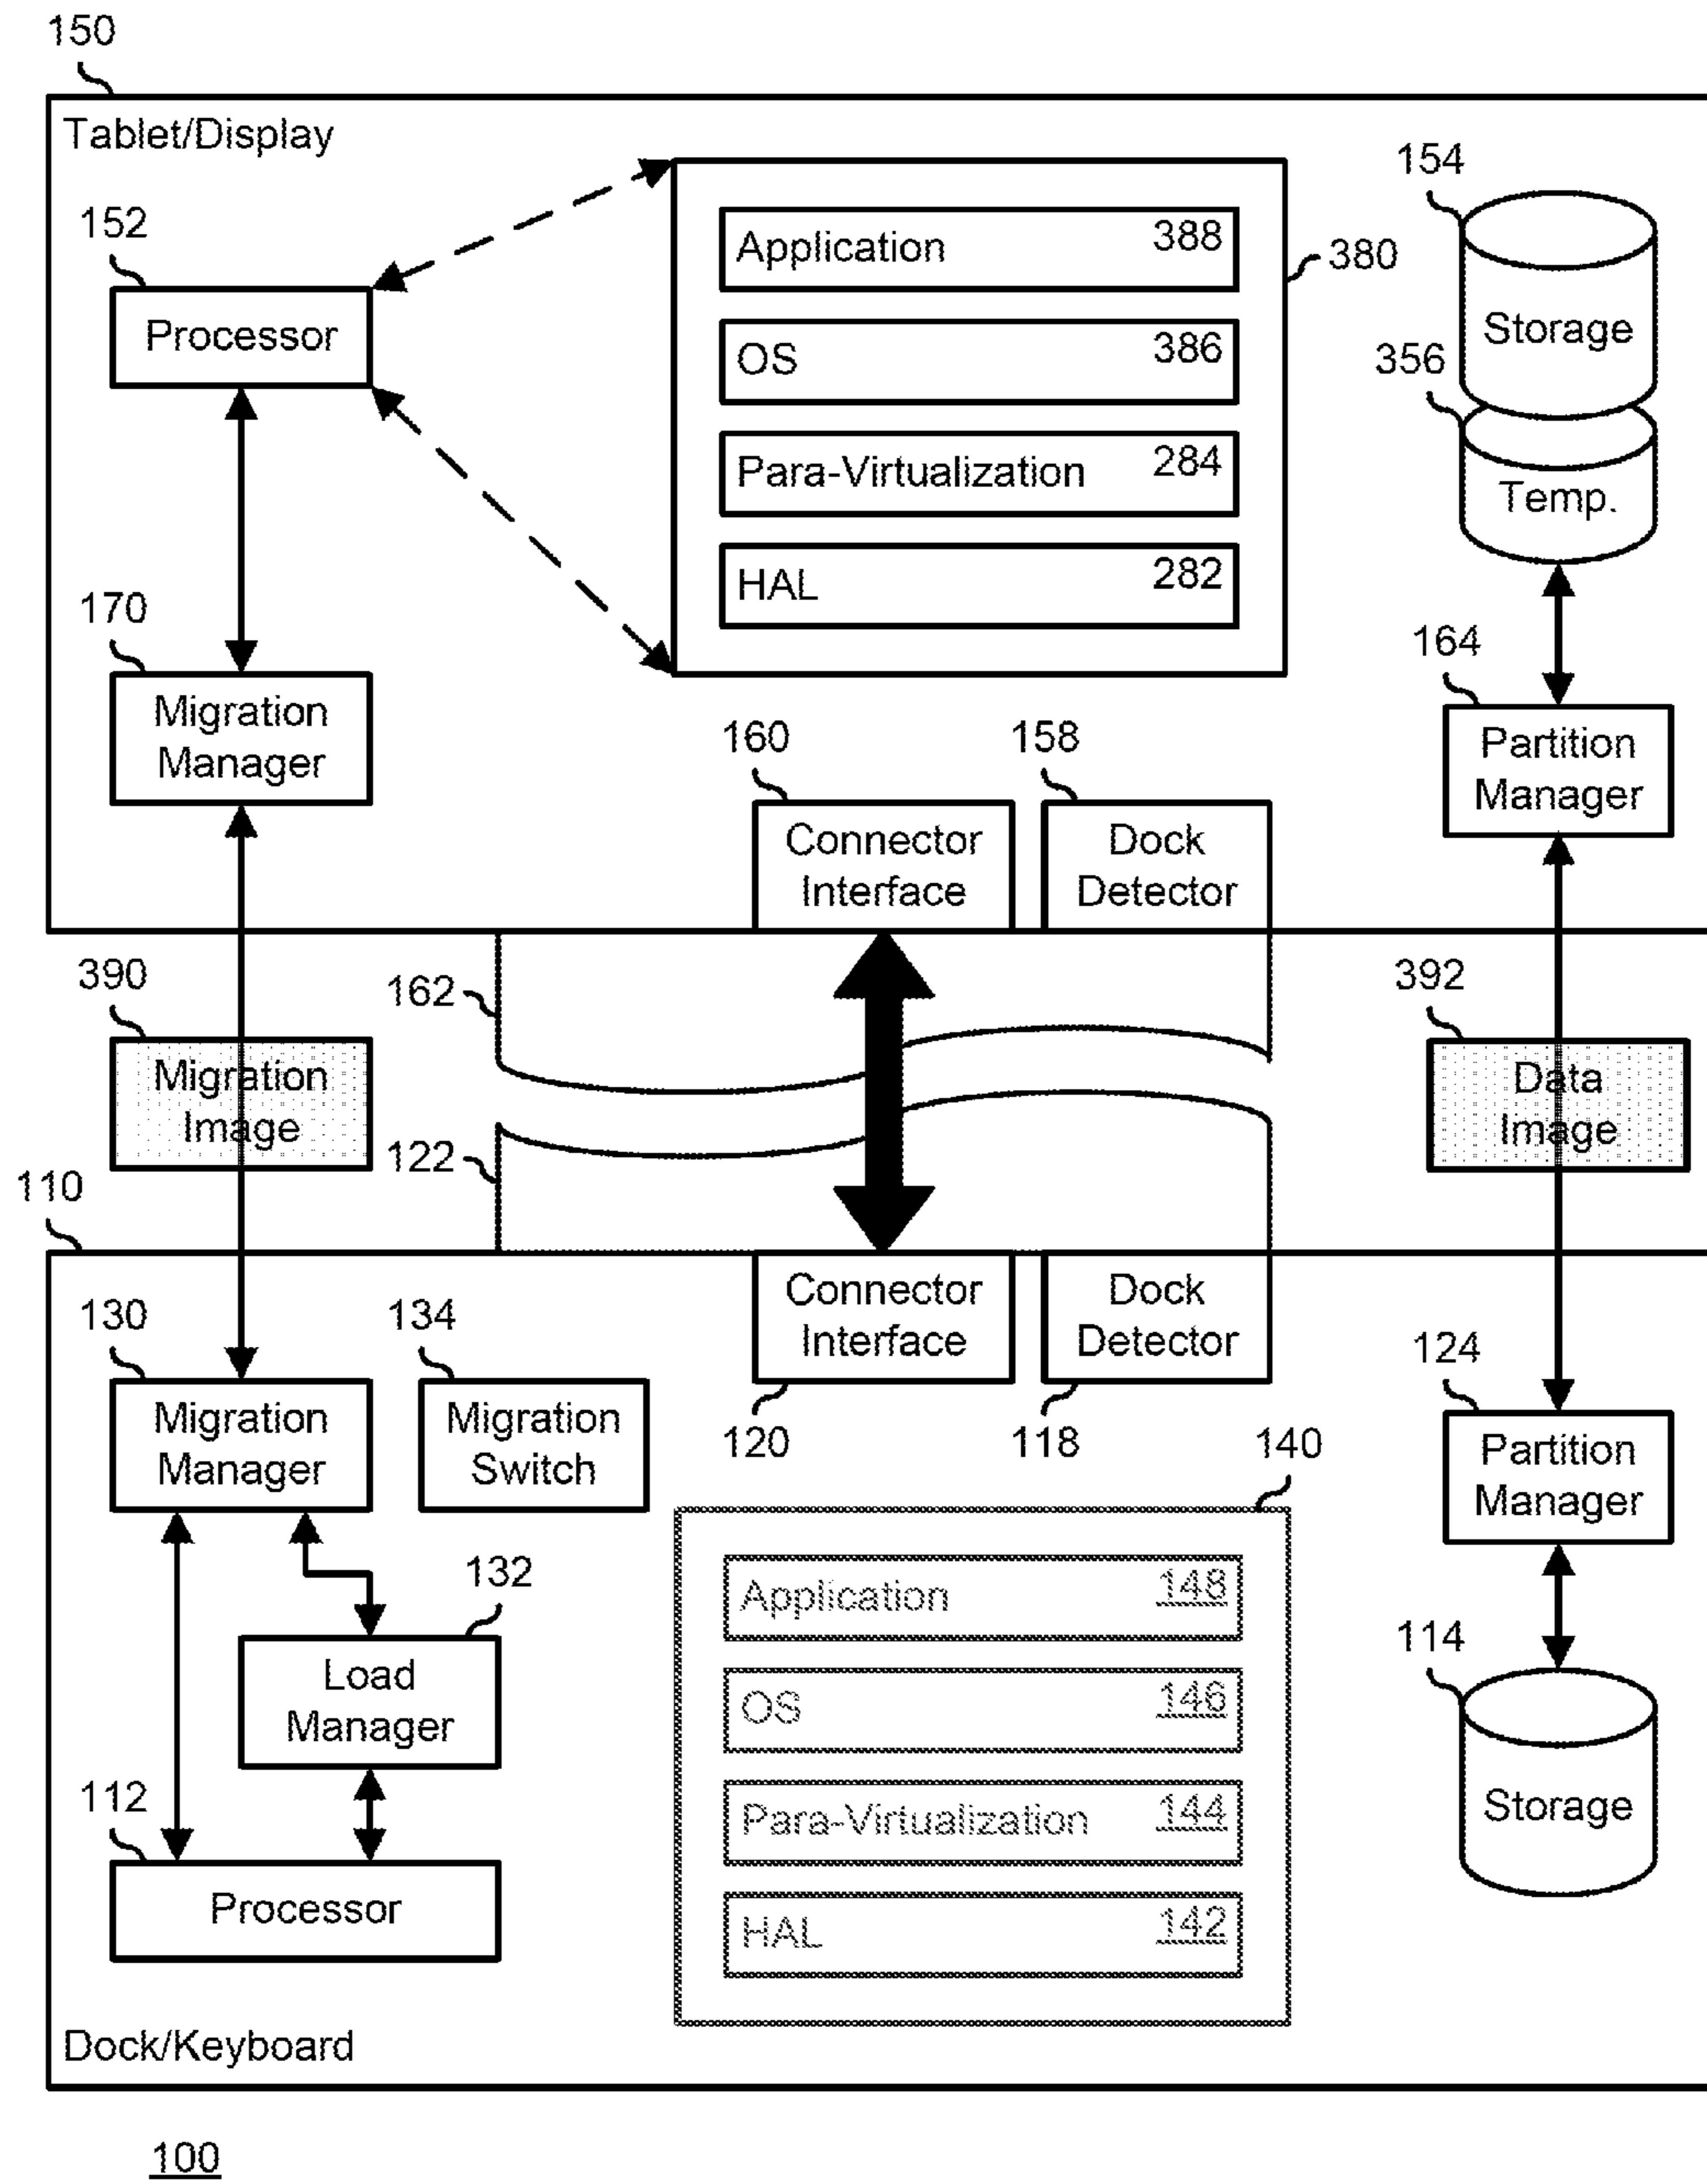 150
Tablet/Display
154
152
Application 388
380
Processor
Storage
OS 386
356
Para-Virtualization 284
Temp.
HAL 282
170
164
Migration
Manager
160
158
Partition
Manager
Connector
Interface
Dock
Detector
390
162
392
Migration
Image
Data
Image
122
110
130
134
Connector
Interface
Dock
Detector
124
Migration
Manager
Migration
Switch
120
118
140
Partition
Manager
132
Application 148
114
Load
Manager
OS 146
112
Para-Virtualization 144
Storage
Processor
HAL 142
Dock/Keyboard
100